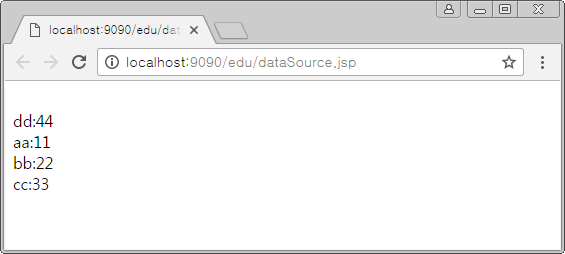 localhost:9090/edu/dat
localhost:9090/edu/dataSource.jsp
dd:44
aa:11
bb:22
cc:33